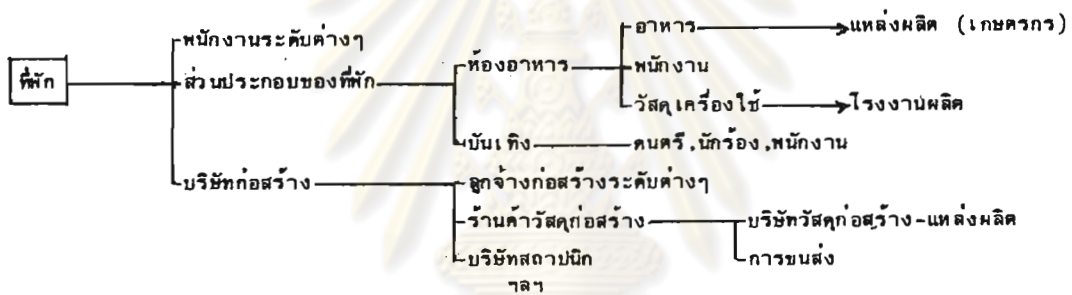 อาหาร แหล่งผลิต (เกษตรกร)
พนักงานระดับต่างๆ
ห้องอาหาร พนักงาน
ที่พัก ส่วนประกอบของที่พัก
วัสดุเครื่องใช้ โรงงานผลิต
บันเทิง ดนตรี,นักร้อง,พนักงาน
บริษัทก่อสร้าง ลูกจ้างก่อสร้างระดับต่างๆ
ร้านค้าวัสดุก่อสร้าง บริษัทวัสดุก่อสร้าง-แหล่งผลิต
บริษัทสถาปนิก การขนส่ง
ฯลฯ